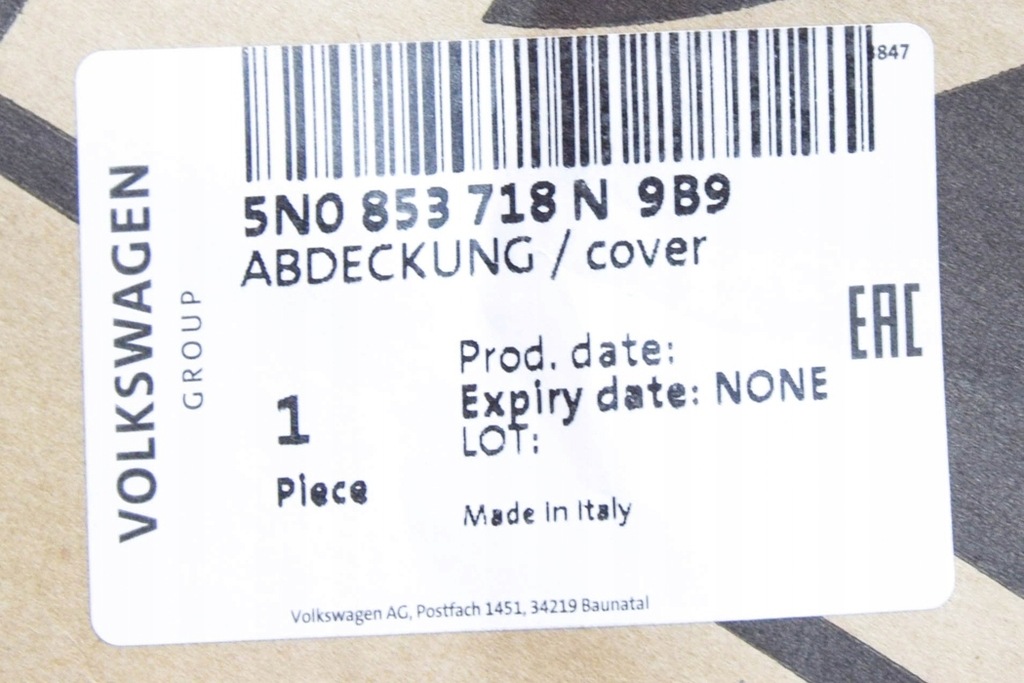 3847
5N0 853 718 N 9B9
ABDECKUNG / cover
VOLKSWAGEN
GROUP
EAC
Prod. date:
Expiry date: NONE
LOT:
1
Piece
Made in Italy
Volkswagen AG, Postfach 1451, 34219 Baunatal